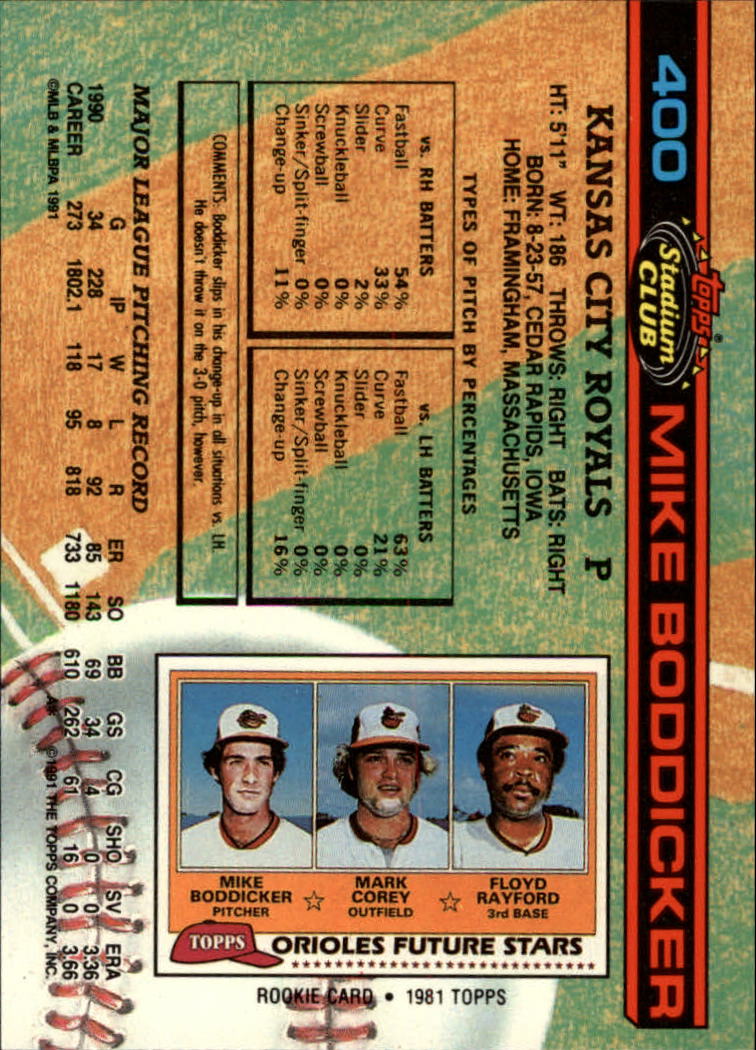 400
topps®
Stadium
CLUB
MIKE BODDICKER
KANSAS CITY ROYALS P
HT: 5'11" WT: 186 THROWS: RIGHT BATS: RIGHT
BORN: 8-23-57, CEDAR RAPIDS, IOWA
HOME: FRAMINGHAM, MASSACHUSETTS
TYPES OF PITCH BY PERCENTAGES
vs. RH BATTERS
Fastball 54%
Curve 33%
Slider 2%
Knuckleball 0%
Screwball 0%
Sinker/Split-finger 0%
Change-up 11%
vs. LH BATTERS
Fastball 63%
Curve 21%
Slider 0%
Knuckleball 0%
Screwball 0%
Sinker/Split-finger 0%
Change-up 16%
COMMENTS: Boddicker slips in his change-up in all situations vs. LH.
He doesn't throw it on the 3-0 pitch, however.
MAJOR LEAGUE PITCHING RECORD
G IP W L R ER SO BB GS CG SHO SV ERA
1990 34 228 17 8 92 85 143 69 34 4 0 0 3.36
CAREER 273 1802.1 118 95 818 733 1180 610 262 61 16 0 3.66
©MLB & MLBPA 1991
A* ©1991 THE TOPPS COMPANY, INC.
MIKE
BODDICKER
PITCHER
MARK
COREY
OUTFIELD
FLOYD
RAYFORD
3rd BASE
TOPPS
ORIOLES FUTURE STARS
ROOKIE CARD • 1981 TOPPS